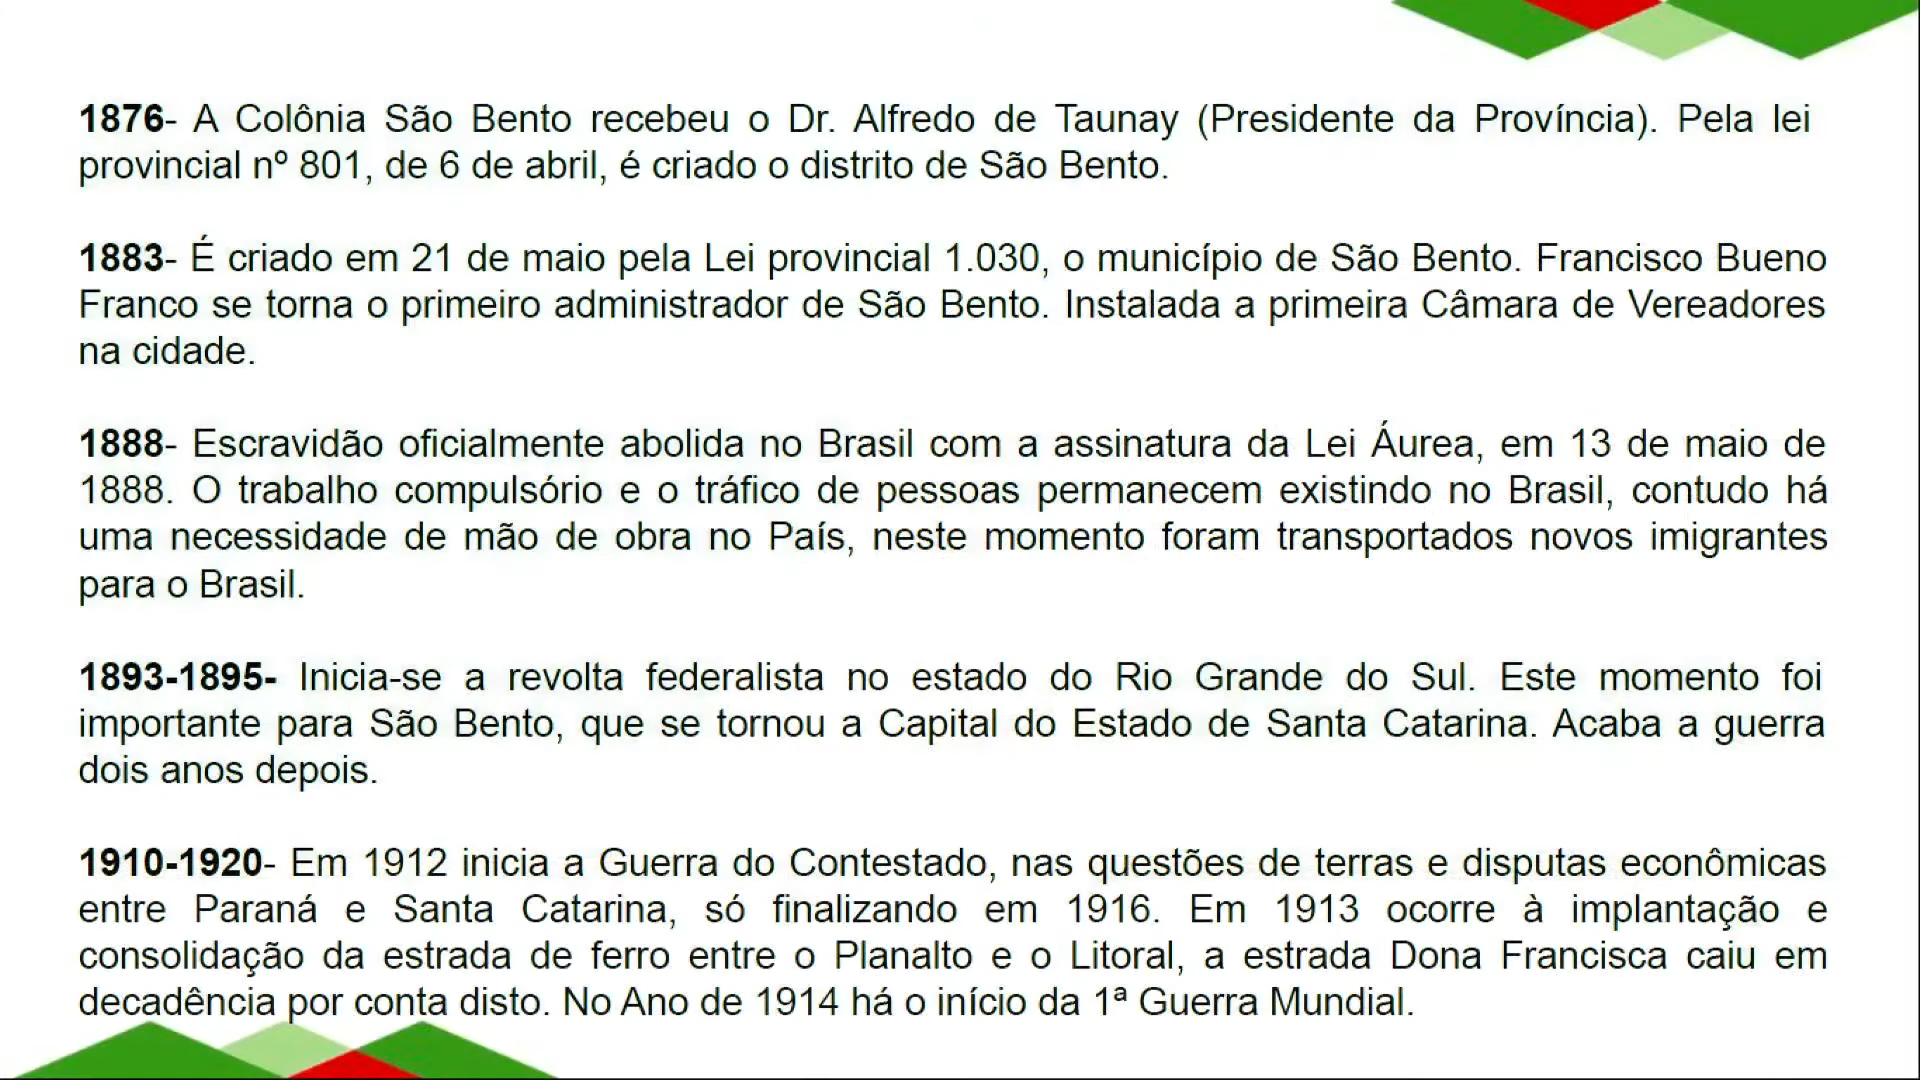 1876- A Colônia São Bento recebeu o Dr. Alfredo de Taunay (Presidente da Província). Pela lei
provincial nº 801, de 6 de abril, é criado o distrito de São Bento.
1883- É criado em 21 de maio pela Lei provincial 1.030, o município de São Bento. Francisco Bueno
Franco se torna o primeiro administrador de São Bento. Instalada a primeira Câmara de Vereadores
na cidade.
1888- Escravidão oficialmente abolida no Brasil com a assinatura da Lei Áurea, em 13 de maio de
1888. O trabalho compulsório e o tráfico de pessoas permanecem existindo no Brasil, contudo há
uma necessidade de mão de obra no País, neste momento foram transportados novos imigrantes
para o Brasil.
1893-1895- Inicia-se a revolta federalista no estado do Rio Grande do Sul. Este momento foi
importante para São Bento, que se tornou a Capital do Estado de Santa Catarina. Acaba a guerra
dois anos depois.
1910-1920- Em 1912 inicia a Guerra do Contestado, nas questões de terras e disputas econômicas
entre Paraná e Santa Catarina, só finalizando em 1916. Em 1913 ocorre à implantação e
consolidação da estrada de ferro entre o Planalto e o Litoral, a estrada Dona Francisca caiu em
decadência por conta disto. No Ano de 1914 há o início da 1ª Guerra Mundial.